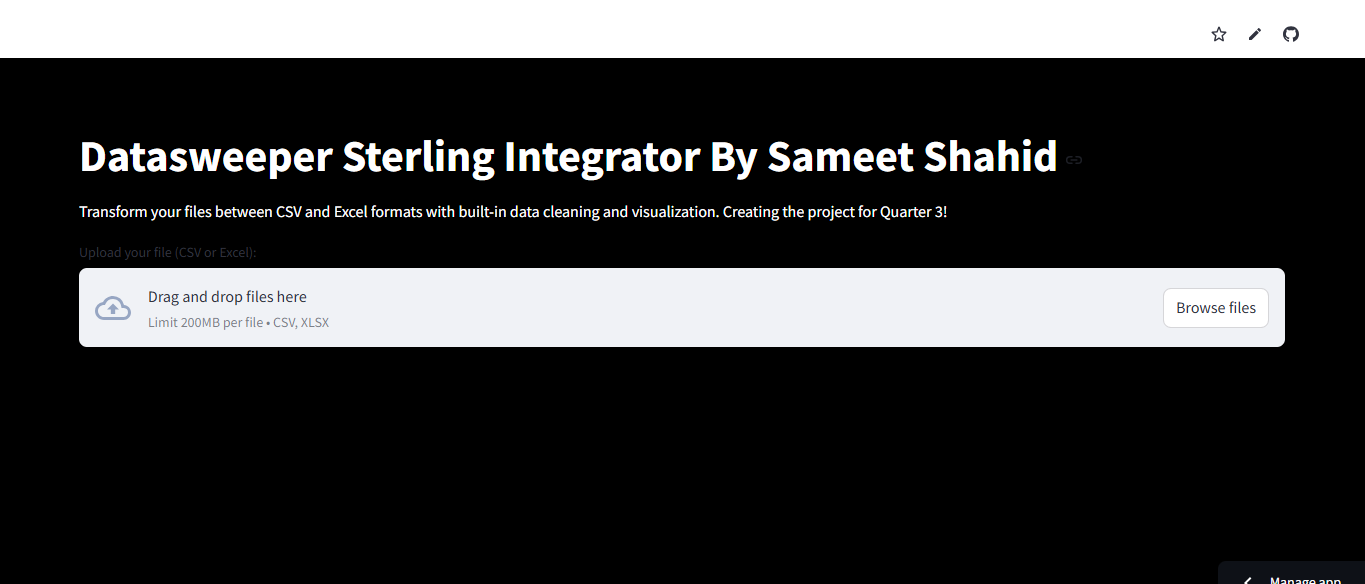 Datasweeper Sterling Integrator By Sameet Shahid
Transform your files between CSV and Excel formats with built-in data cleaning and visualization. Creating the project for Quarter 3!
Upload your file (CSV or Excel):
Drag and drop files here
Limit 200MB per file • CSV, XLSX
Browse files
Manage app